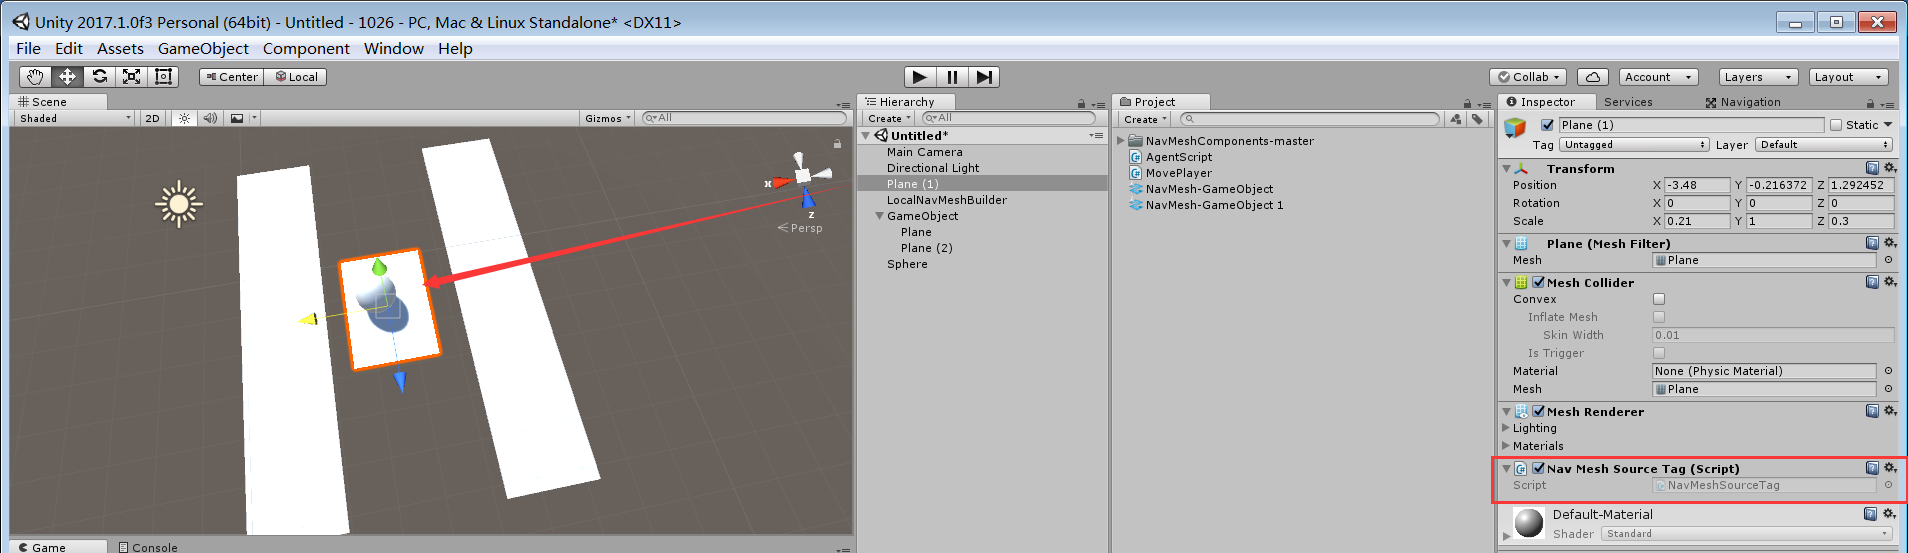 Unity 2017.1.0f3 Personal (64bit) - Untitled - 1026 - PC, Mac & Linux Standalone* <DX11>
File Edit Assets GameObject Component Window Help
Center Local Collab Account Layers Layout
Scene
Shaded 2D Gizmos All
x
z
Persp
Hierarchy
Create All
Untitled*
Main Camera
Directional Light
Plane (1)
LocalNavMeshBuilder
GameObject
Plane
Plane (2)
Sphere
Project
Create
NavMeshComponents-master
AgentScript
MovePlayer
NavMesh-GameObject
NavMesh-GameObject 1
Inspector Services Navigation
Plane (1) Static
Tag Untagged Layer Default
Transform
Position X -3.48 Y -0.216372 Z 1.292452
Rotation X 0 Y 0 Z 0
Scale X 0.21 Y 1 Z 0.3
Plane (Mesh Filter)
Mesh Plane
Mesh Collider
Convex
Inflate Mesh
Skin Width 0.01
Is Trigger
Material None (Physic Material)
Mesh Plane
Mesh Renderer
Lighting
Materials
Nav Mesh Source Tag (Script)
Script NavMeshSourceTag
Default-Material
Shader Standard
Game Console